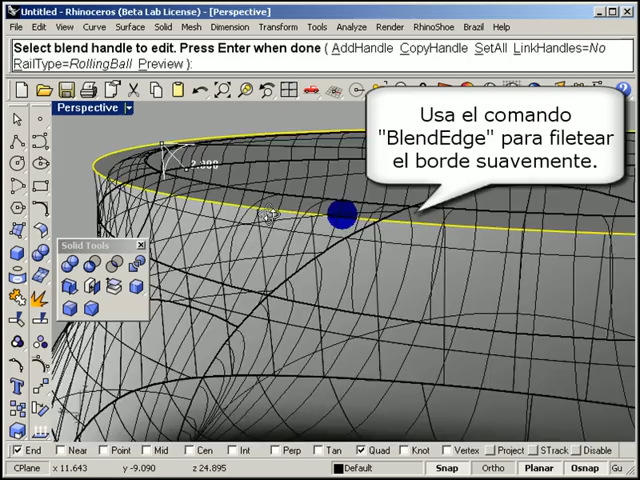 Untitled - Rhinoceros (Beta Lab License) - [Perspective]
File Edit View Curve Surface Solid Mesh Dimension Transform Tools Analyze Render RhinoShoe Brazil Help
Select blend handle to edit. Press Enter when done ( AddHandle CopyHandle SetAll LinkHandles=No
RailType=RollingBall Preview ):
Perspective
Usa el comando
"BlendEdge" para filetear
el borde suavemente.
2.000
Solid Tools
End Near Point Mid Cen Int Perp Tan Quad Knot Vertex Project STrack Disable
CPlane x 11.643 y -9.090 z 24.895 Default Snap Ortho Planar Osnap Gu